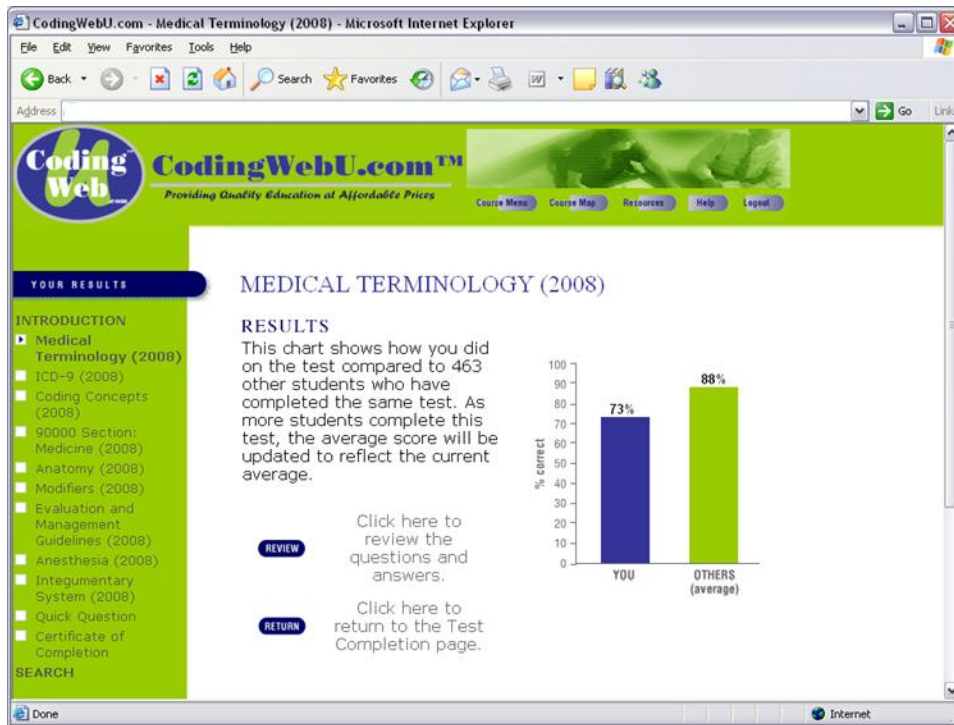 CodingWebU.com - Medical Terminology (2008) - Microsoft Internet Explorer
File Edit View Favorites Tools Help
Back Search Favorites
Address Go Links
Coding Web .com
CodingWebU.com™
Providing Quality Education at Affordable Prices
Course Menu Course Map Resources Help Logout
YOUR RESULTS
INTRODUCTION
Medical
Terminology (2008)
ICD-9 (2008)
Coding Concepts
(2008)
90000 Section:
Medicine (2008)
Anatomy (2008)
Modifiers (2008)
Evaluation and
Management
Guidelines (2008)
Anesthesia (2008)
Integumentary
System (2008)
Quick Question
Certificate of
Completion
SEARCH
MEDICAL TERMINOLOGY (2008)
RESULTS
This chart shows how you did
on the test compared to 463
other students who have
completed the same test. As
more students complete this
test, the average score will be
updated to reflect the current
average.
REVIEW
Click here to
review the
questions and
answers.
RETURN
Click here to
return to the Test
Completion page.
% correct
100
90
80
70
60
50
40
30
20
10
0
73%
88%
YOU
OTHERS
(average)
Done Internet